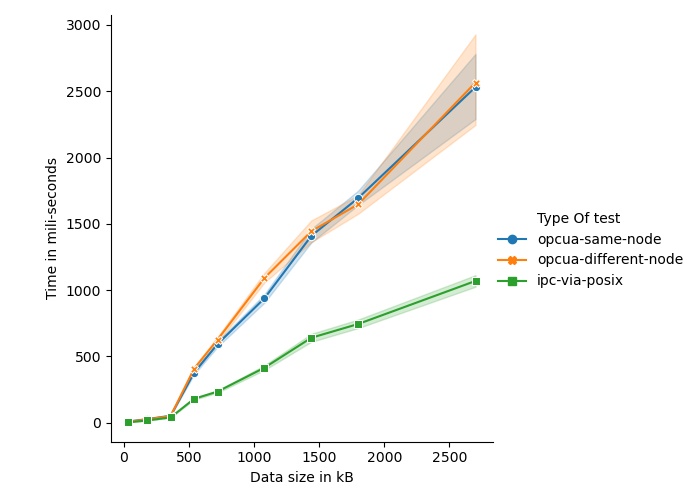 3000
2500
2000
1500
1000
500
0
Time in mili-seconds
0 500 1000 1500 2000 2500
Data size in kB
Type Of test
opcua-same-node
opcua-different-node
ipc-via-posix